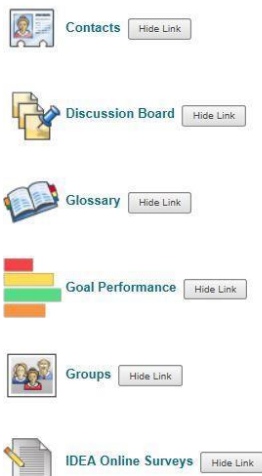 Contacts Hide Link
Discussion Board Hide Link
Glossary Hide Link
Goal Performance Hide Link
Groups Hide Link
IDEA Online Surveys Hide Link